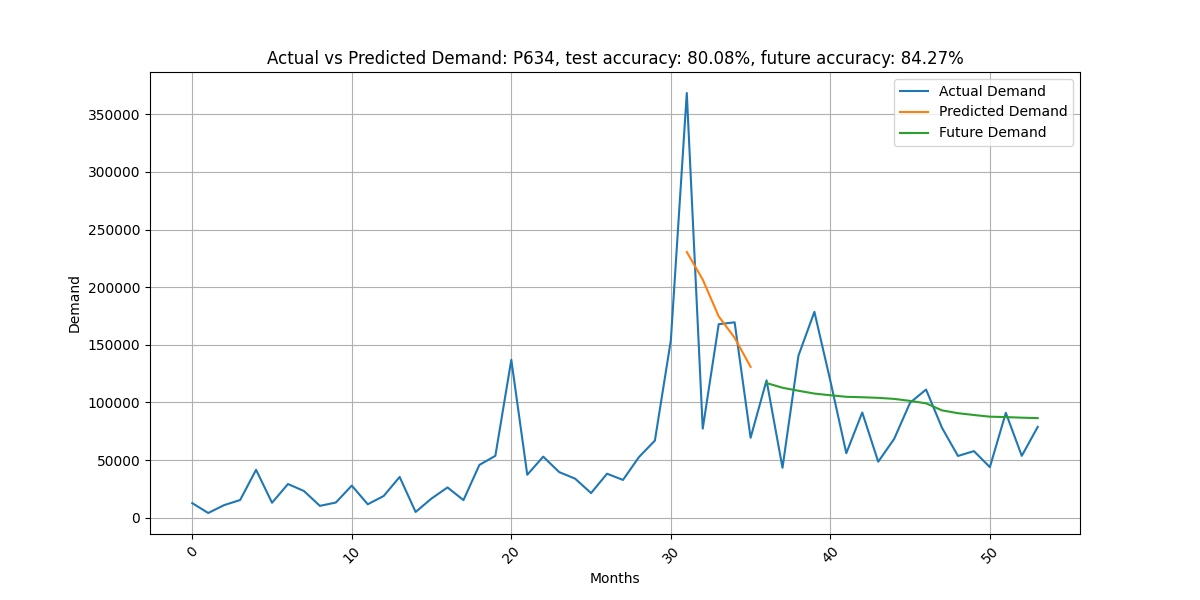 Actual vs Predicted Demand: P634, test accuracy: 80.08%, future accuracy: 84.27%
Actual Demand
Predicted Demand
Future Demand
350000
300000
250000
200000
150000
100000
50000
0
Demand
0
10
20
30
40
50
Months